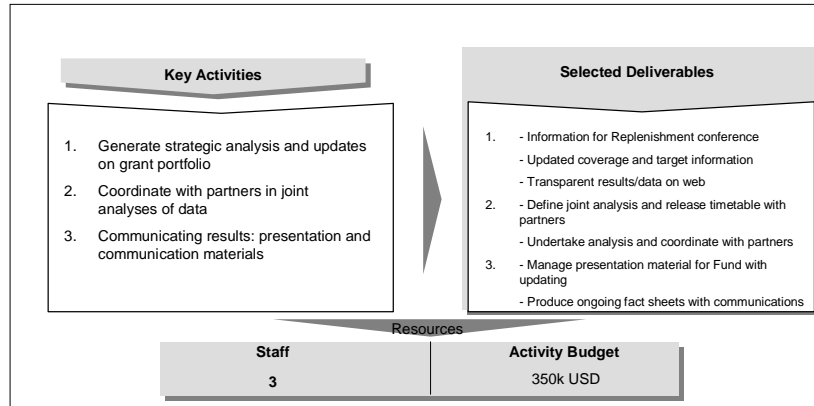 Key Activities
1. Generate strategic analysis and updates
on grant portfolio
2. Coordinate with partners in joint
analyses of data
3. Communicating results: presentation and
communication materials
Selected Deliverables
1. - Information for Replenishment conference
- Updated coverage and target information
- Transparent results/data on web
2. - Define joint analysis and release timetable with
partners
- Undertake analysis and coordinate with partners
3. - Manage presentation material for Fund with
updating
- Produce ongoing fact sheets with communications
Resources
Staff
3
Activity Budget
350k USD